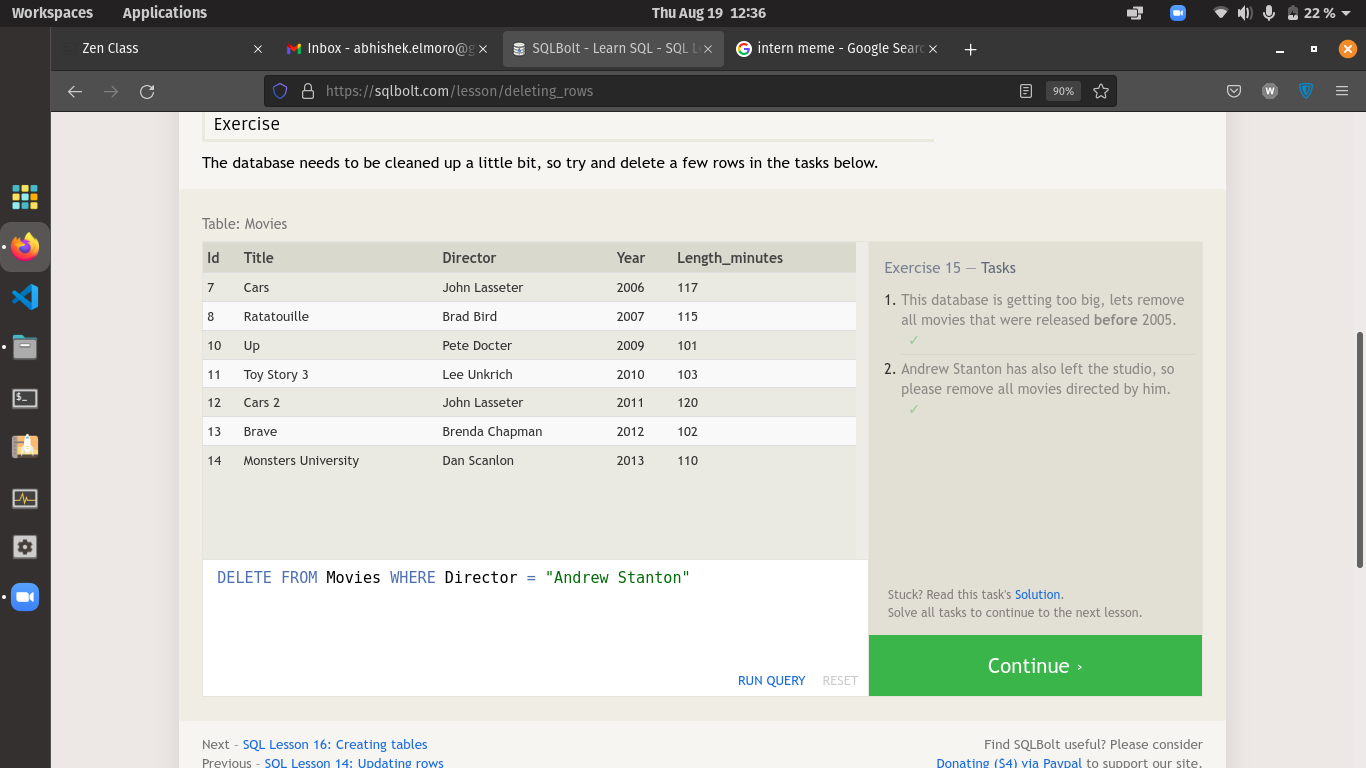 Workspaces Applications Thu Aug 19 12:36 22 %
Zen Class Inbox - abhishek.elmoro@g SQLBolt - Learn SQL - SQL L google intern meme - Google Searc
https://sqlbolt.com/lesson/deleting_rows 90%
Exercise
The database needs to be cleaned up a little bit, so try and delete a few rows in the tasks below.
Table: Movies
Id Title Director Year Length_minutes
7 Cars John Lasseter 2006 117
8 Ratatouille Brad Bird 2007 115
10 Up Pete Docter 2009 101
11 Toy Story 3 Lee Unkrich 2010 103
12 Cars 2 John Lasseter 2011 120
13 Brave Brenda Chapman 2012 102
14 Monsters University Dan Scanlon 2013 110
DELETE FROM Movies WHERE Director = "Andrew Stanton"
RUN QUERY RESET
Exercise 15 — Tasks
1. This database is getting too big, lets remove
all movies that were released before 2005.
✓
2. Andrew Stanton has also left the studio, so
please remove all movies directed by him.
✓
Stuck? Read this task's Solution.
Solve all tasks to continue to the next lesson.
Continue ›
Next – SQL Lesson 16: Creating tables
Previous – SQL Lesson 14: Updating rows
Find SQLBolt useful? Please consider
Donating ($4) via Paypal to support our site.